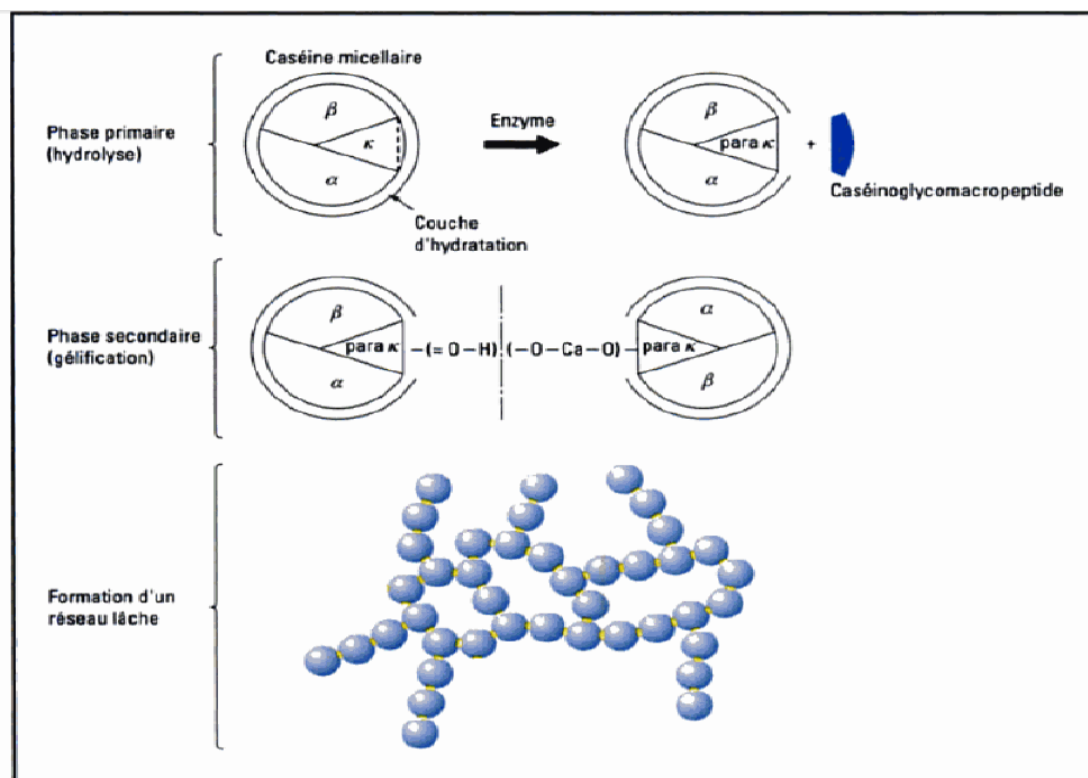 Caséine micellaire
Phase primaire
(hydrolyse)
β
κ
α
Enzyme
β
para κ
α
+
Caséinoglycomacropeptide
Couche
d'hydratation
Phase secondaire
(gélification)
β
para κ
α
–(= O–H)
(–O–Ca–O)–
α
para κ
β
Formation d'un
réseau lâche